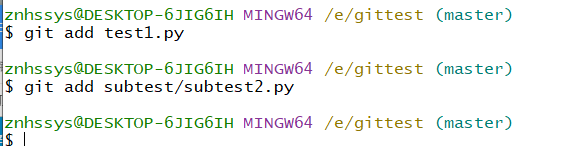 znhssys@DESKTOP-6JIG6IH MINGW64 /e/gittest (master)
$ git add test1.py
znhssys@DESKTOP-6JIG6IH MINGW64 /e/gittest (master)
$ git add subtest/subtest2.py
znhssys@DESKTOP-6JIG6IH MINGW64 /e/gittest (master)
$